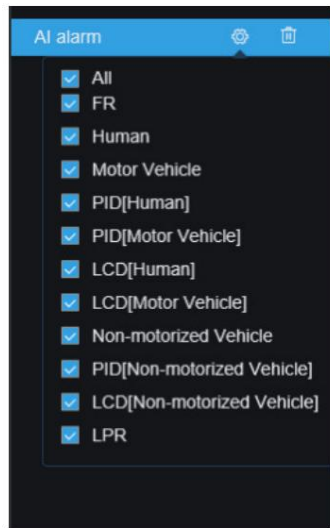 AI alarm
All
FR
Human
Motor Vehicle
PID[Human]
PID[Motor Vehicle]
LCD[Human]
LCD[Motor Vehicle]
Non-motorized Vehicle
PID[Non-motorized Vehicle]
LCD[Non-motorized Vehicle]
LPR